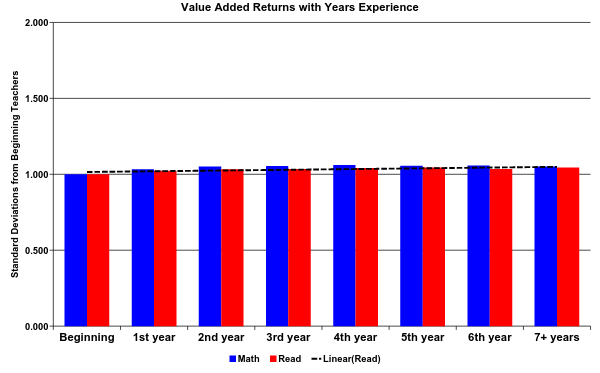 Value Added Returns with Years Experience
Standard Deviations from Beginning Teachers
2.000
1.500
1.000
0.500
0.000
Beginning 1st year 2nd year 3rd year 4th year 5th year 6th year 7+ years
Math Read Linear(Read)